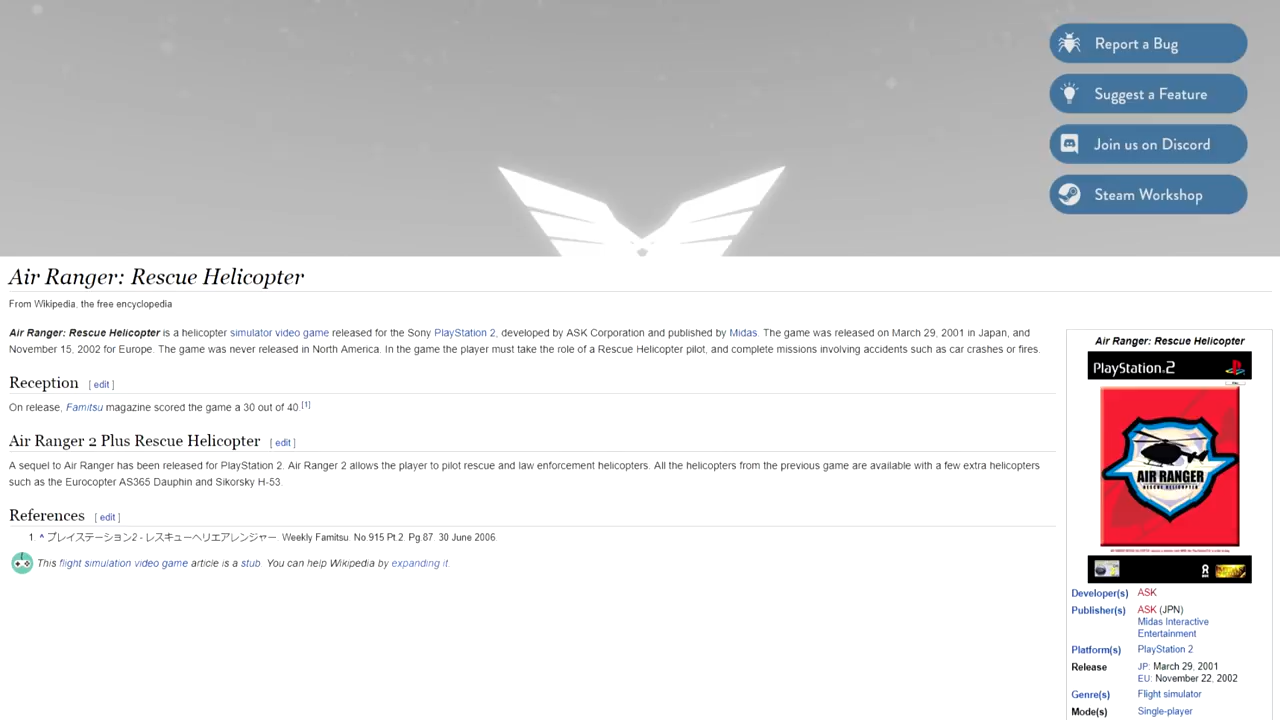 Report a Bug
Suggest a Feature
Join us on Discord
Steam Workshop
Air Ranger: Rescue Helicopter
From Wikipedia, the free encyclopedia
Air Ranger: Rescue Helicopter is a helicopter simulator video game released for the Sony PlayStation 2, developed by ASK Corporation and published by Midas. The game was released on March 29, 2001 in Japan, and
November 15, 2002 for Europe. The game was never released in North America. In the game the player must take the role of a Rescue Helicopter pilot, and complete missions involving accidents such as car crashes or fires.
Reception [ edit ]
On release, Famitsu magazine scored the game a 30 out of 40.[1]
Air Ranger 2 Plus Rescue Helicopter [ edit ]
A sequel to Air Ranger has been released for PlayStation 2. Air Ranger 2 allows the player to pilot rescue and law enforcement helicopters. All the helicopters from the previous game are available with a few extra helicopters
such as the Eurocopter AS365 Dauphin and Sikorsky H-53.
References [ edit ]
1. ^ プレイステーション2 - レスキューヘリエアレンジャー Weekly Famitsu. No.915 Pt.2. Pg.87. 30 June 2006.
This flight simulation video game article is a stub. You can help Wikipedia by expanding it.
Air Ranger: Rescue Helicopter
PlayStation.2
AIR RANGER
RESCUE HELICOPTER
Developer(s) ASK
Publisher(s) ASK (JPN)
Midas Interactive
Entertainment
Platform(s) PlayStation 2
Release JP: March 29, 2001
EU: November 22, 2002
Genre(s) Flight simulator
Mode(s) Single-player